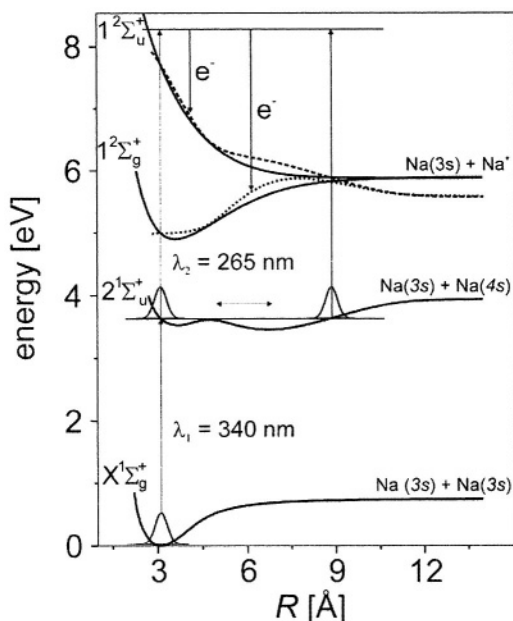 1²Σᵤ⁺
8
e⁻
e⁻
1²Σg⁺
Na(3s) + Na⁺
6
energy [eV]
λ₂ = 265 nm
2¹Σᵤ⁺
Na(3s) + Na(4s)
4
λ₁ = 340 nm
2
X¹Σg⁺
Na (3s) + Na(3s)
0
3 6 9 12
R [Å]